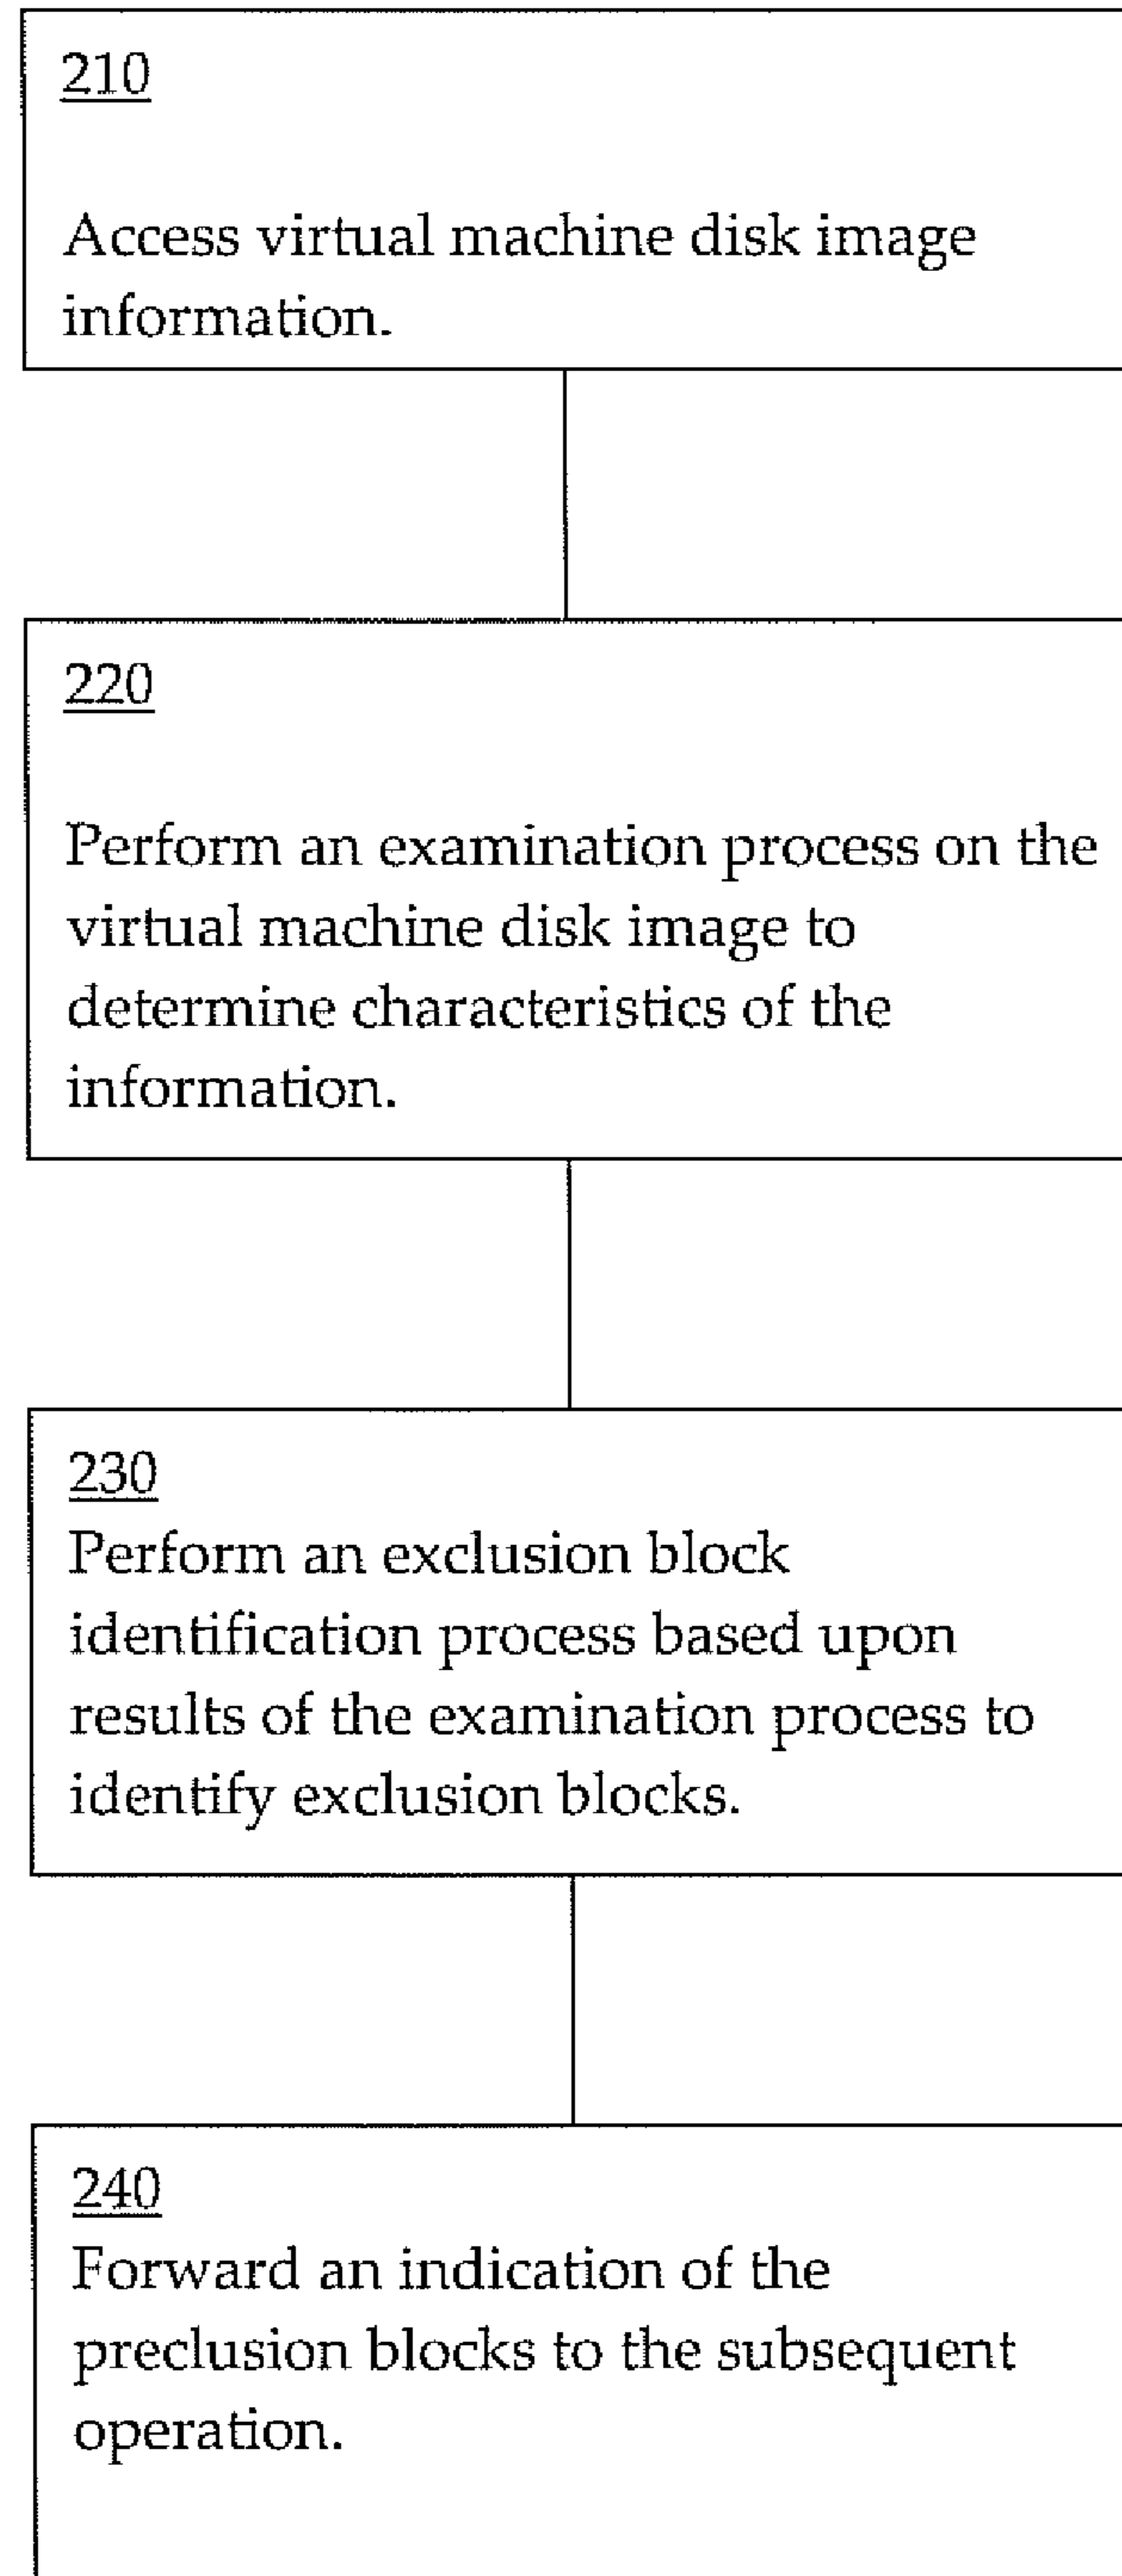 210
Access virtual machine disk image
information.
220
Perform an examination process on the
virtual machine disk image to
determine characteristics of the
information.
230
Perform an exclusion block
identification process based upon
results of the examination process to
identify exclusion blocks.
240
Forward an indication of the
preclusion blocks to the subsequent
operation.